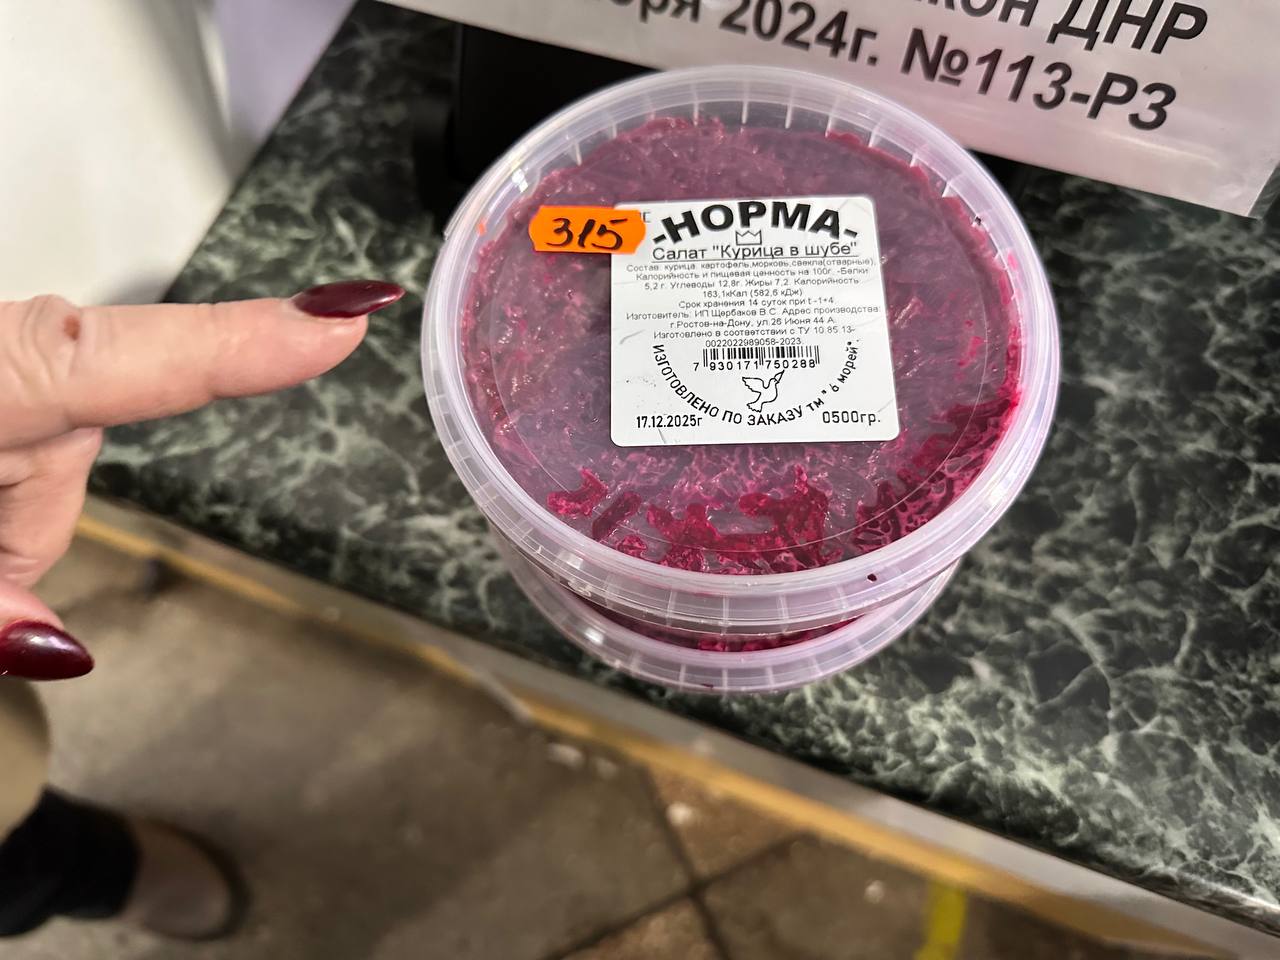 кон ДНР
бря 2024г. №113-РЗ
315
-НОРМА-
Салат "Курица в шубе"
Состав: курица, картофель,морковь,свекла(отварные),
Калорийность и пищевая ценность на 100г. -Белки
5,2 г. Углеводы 12,8г. Жиры 7,2. Калорийность
163,1кКал (582,6 кДж)
Срок хранения 14 суток при t -1+4
Изготовитель: ИП Щербаков В.С. Адрес производства:
г.Ростов-на-Дону, ул.26 Июня 44 А.
Изготовлено в соответствии с ТУ 10.85.13-
0022022989058-2023.
7 930171 750288
ИЗГОТОВЛЕНО ПО ЗАКАЗУ тм "6 морей".
17.12.2025г 0500гр.